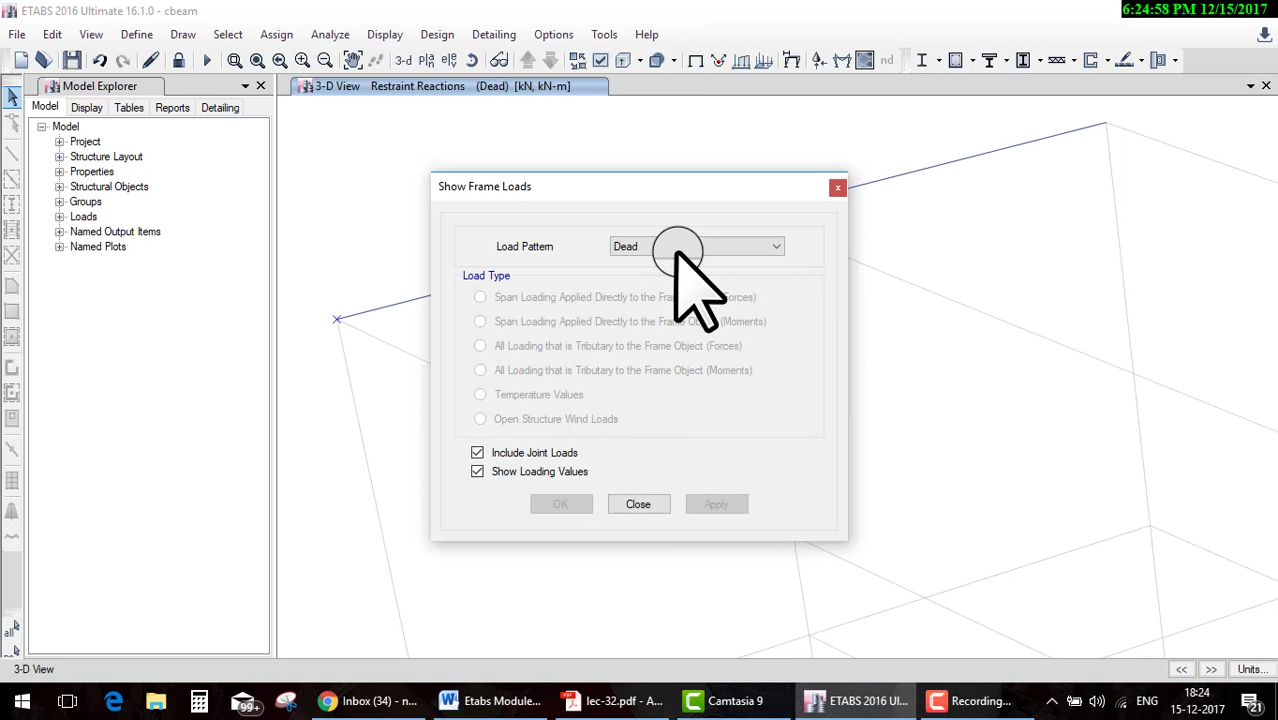 ETABS 2016 Ultimate 16.1.0 - cbeam
6:24:58 PM 12/15/2017
File Edit View Define Draw Select Assign Analyze Display Design Detailing Options Tools Help
3-d
nd
Model Explorer
3-D View Restraint Reactions (Dead) [kN, kN-m]
Model Display Tables Reports Detailing
Model
Project
Structure Layout
Properties
Structural Objects
Groups
Loads
Named Output Items
Named Plots
Show Frame Loads
Load Pattern Dead
Load Type
Span Loading Applied Directly to the Forces)
Span Loading Applied Directly to the Object (Moments)
All Loading that is Tributary to the Frame Object (Forces)
All Loading that is Tributary to the Frame Object (Moments)
Temperature Values
Open Structure Wind Loads
Include Joint Loads
Show Loading Values
OK Close Apply
all
3-D View
<< >> Units...
99+ Inbox (34) - n... Etabs Module... lec-32.pdf - A... Camtasia 9 ETABS 2016 Ul... Recording... ENG 18:24
15-12-2017 21